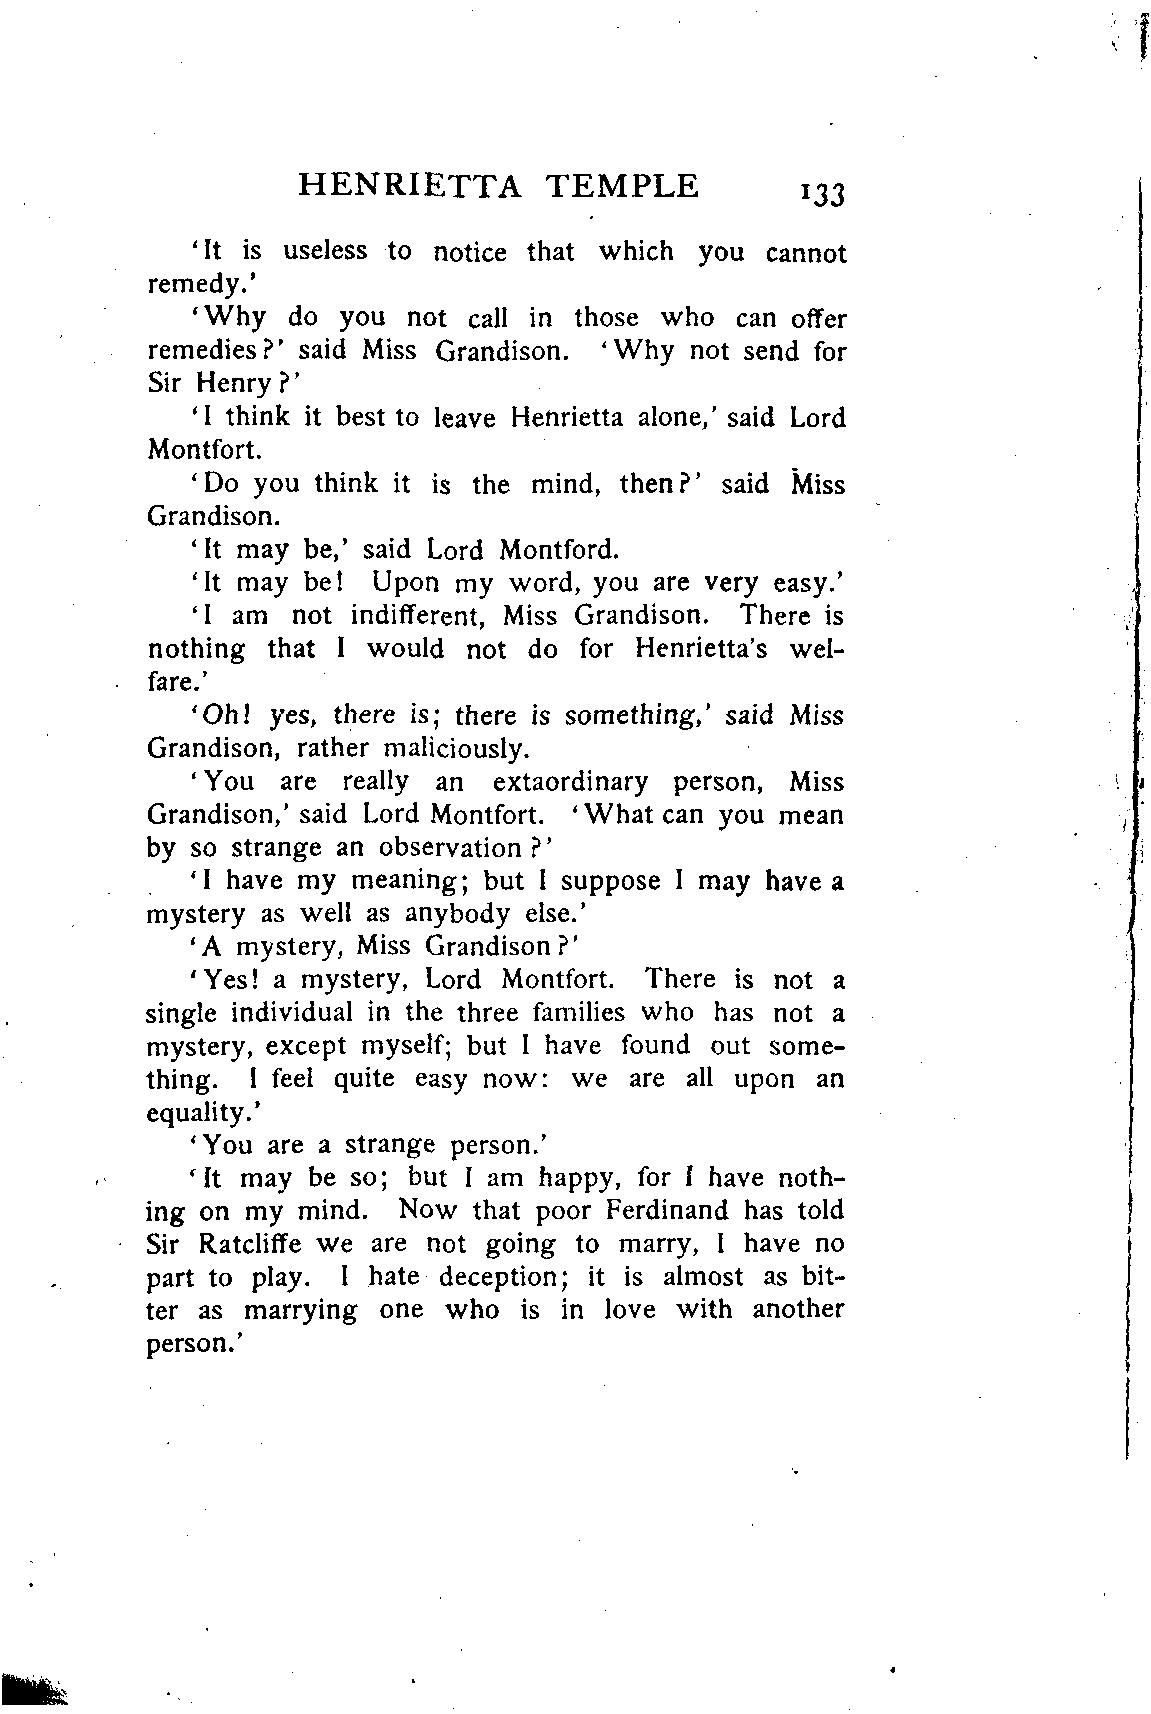 HENRIETTA TEMPLE 133
‘It is useless to notice that which you cannot
remedy.’
‘Why do you not call in those who can offer
remedies?’ said Miss Grandison. ‘Why not send for
Sir Henry?’
‘I think it best to leave Henrietta alone,’ said Lord
Montfort.
‘Do you think it is the mind, then?’ said Miss
Grandison.
‘It may be,’ said Lord Montford.
‘It may be! Upon my word, you are very easy.’
‘I am not indifferent, Miss Grandison. There is
nothing that I would not do for Henrietta's wel-
fare.’
‘Oh! yes, there is; there is something,’ said Miss
Grandison, rather maliciously.
‘You are really an extaordinary person, Miss
Grandison,’ said Lord Montfort. ‘What can you mean
by so strange an observation?’
‘I have my meaning; but I suppose I may have a
mystery as well as anybody else.’
‘A mystery, Miss Grandison?’
‘Yes! a mystery, Lord Montfort. There is not a
single individual in the three families who has not a
mystery, except myself; but I have found out some-
thing. I feel quite easy now: we are all upon an
equality.’
‘You are a strange person.’
‘It may be so; but I am happy, for I have noth-
ing on my mind. Now that poor Ferdinand has told
Sir Ratcliffe we are not going to marry, I have no
part to play. I hate deception; it is almost as bit-
ter as marrying one who is in love with another
person.’